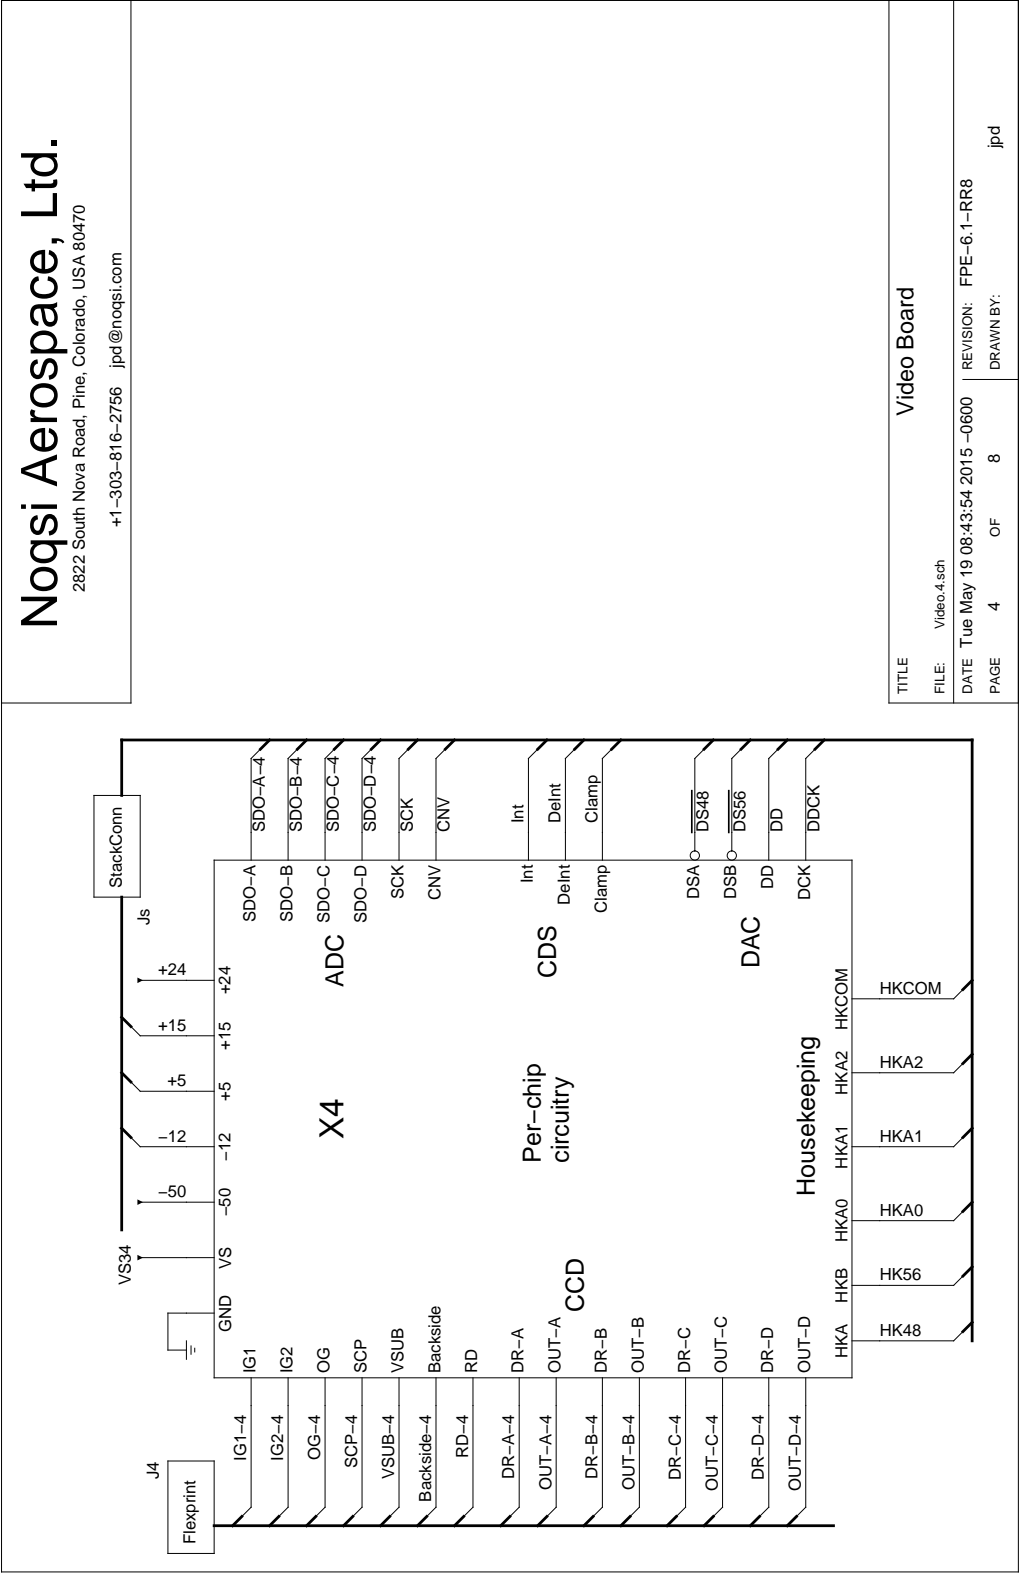 Noqsi Aerospace, Ltd.
2822 South Nova Road, Pine, Colorado, USA 80470
+1−303−816−2756 jpd@noqsi.com
StackConn
Js
+24
+15
+5
−12
−50
VS34
+24
+15
+5
−12
−50
VS
GND
Flexprint
J4
IG1−4
IG2−4
OG−4
SCP−4
VSUB−4
Backside−4
RD−4
DR−A−4
OUT−A−4
DR−B−4
OUT−B−4
DR−C−4
OUT−C−4
DR−D−4
OUT−D−4
IG1
IG2
OG
SCP
VSUB
Backside
RD
DR−A
OUT−A
DR−B
OUT−B
DR−C
OUT−C
DR−D
OUT−D
CCD
X4
Per−chip
circuitry
Housekeeping
ADC
CDS
DAC
SDO−A
SDO−B
SDO−C
SDO−D
SCK
CNV
Int
DeInt
Clamp
DSA
DSB
DD
DCK
SDO−A−4
SDO−B−4
SDO−C−4
SDO−D−4
SCK
CNV
Int
DeInt
Clamp
DS48
DS56
DD
DDCK
HKA
HKB
HKA0
HKA1
HKA2
HKCOM
HK48
HK56
HKA0
HKA1
HKA2
HKCOM
TITLE
Video Board
FILE: Video.4.sch
DATE Tue May 19 08:43:54 2015 −0600
REVISION: FPE−6.1−RR8
PAGE 4 OF 8
DRAWN BY: jpd